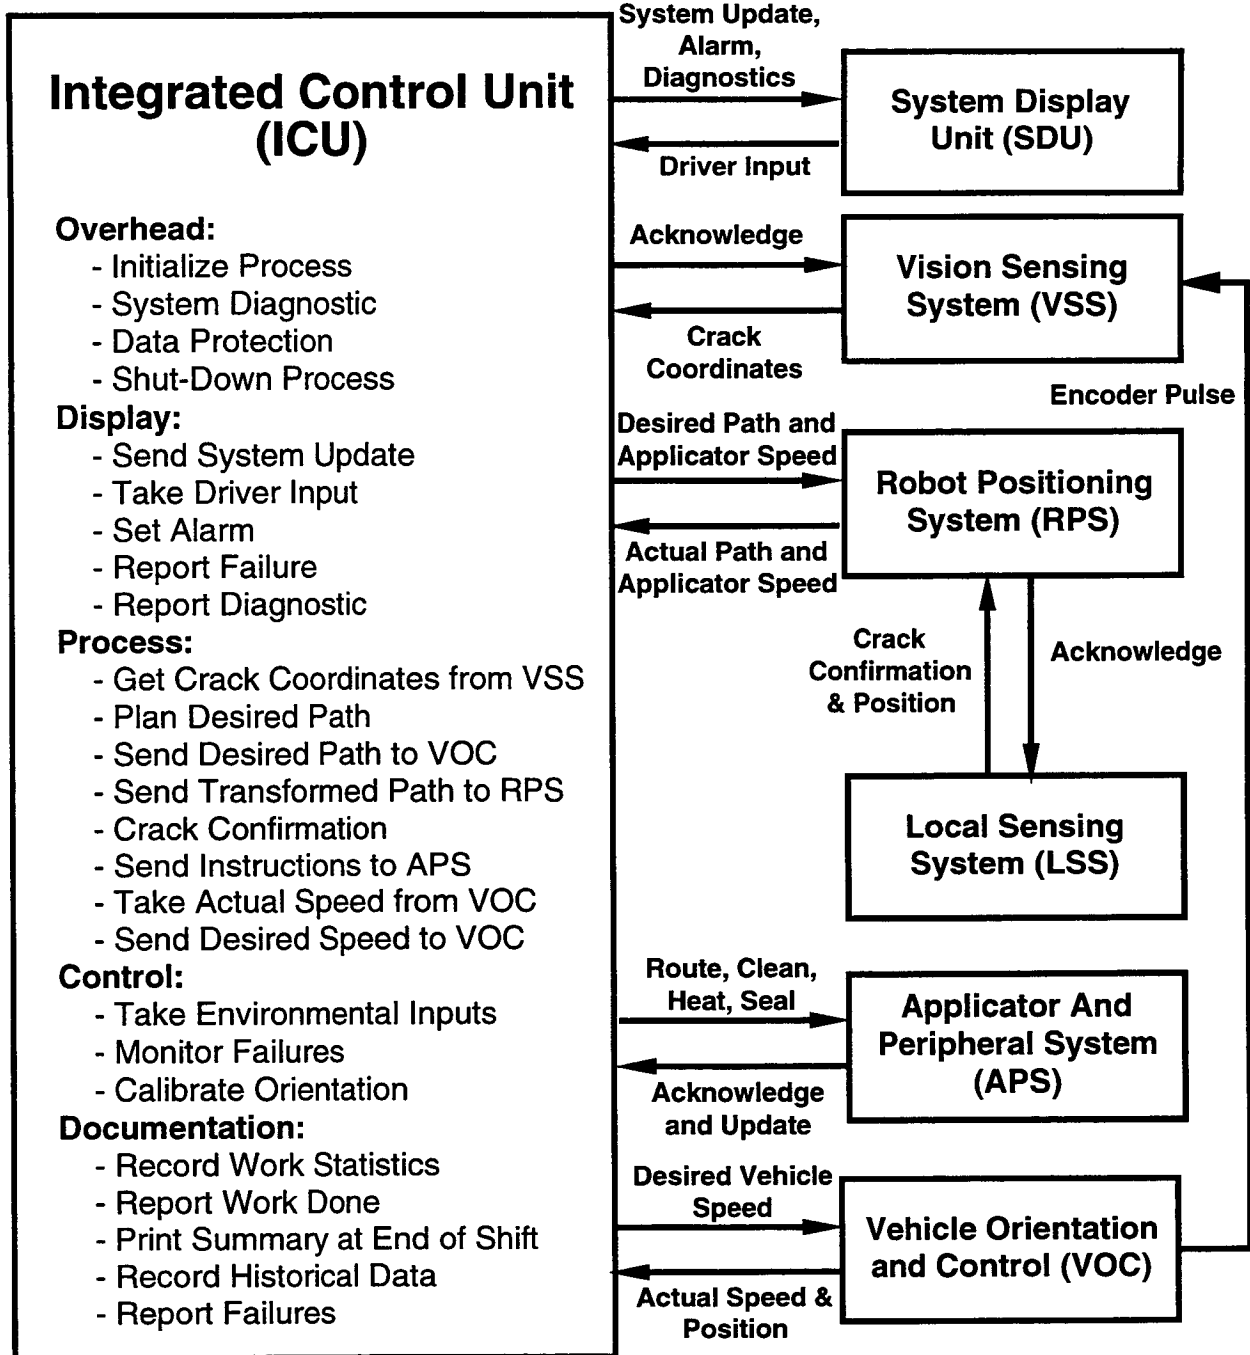 Integrated Control Unit
(ICU)
Overhead:
- Initialize Process
- System Diagnostic
- Data Protection
- Shut-Down Process
Display:
- Send System Update
- Take Driver Input
- Set Alarm
- Report Failure
- Report Diagnostic
Process:
- Get Crack Coordinates from VSS
- Plan Desired Path
- Send Desired Path to VOC
- Send Transformed Path to RPS
- Crack Confirmation
- Send Instructions to APS
- Take Actual Speed from VOC
- Send Desired Speed to VOC
Control:
- Take Environmental Inputs
- Monitor Failures
- Calibrate Orientation
Documentation:
- Record Work Statistics
- Report Work Done
- Print Summary at End of Shift
- Record Historical Data
- Report Failures
System Update,
Alarm,
Diagnostics
Driver Input
System Display
Unit (SDU)
Acknowledge
Crack
Coordinates
Vision Sensing
System (VSS)
Encoder Pulse
Desired Path and
Applicator Speed
Actual Path and
Applicator Speed
Robot Positioning
System (RPS)
Crack
Confirmation
& Position
Acknowledge
Local Sensing
System (LSS)
Route, Clean,
Heat, Seal
Acknowledge
and Update
Applicator And
Peripheral System
(APS)
Desired Vehicle
Speed
Actual Speed &
Position
Vehicle Orientation
and Control (VOC)